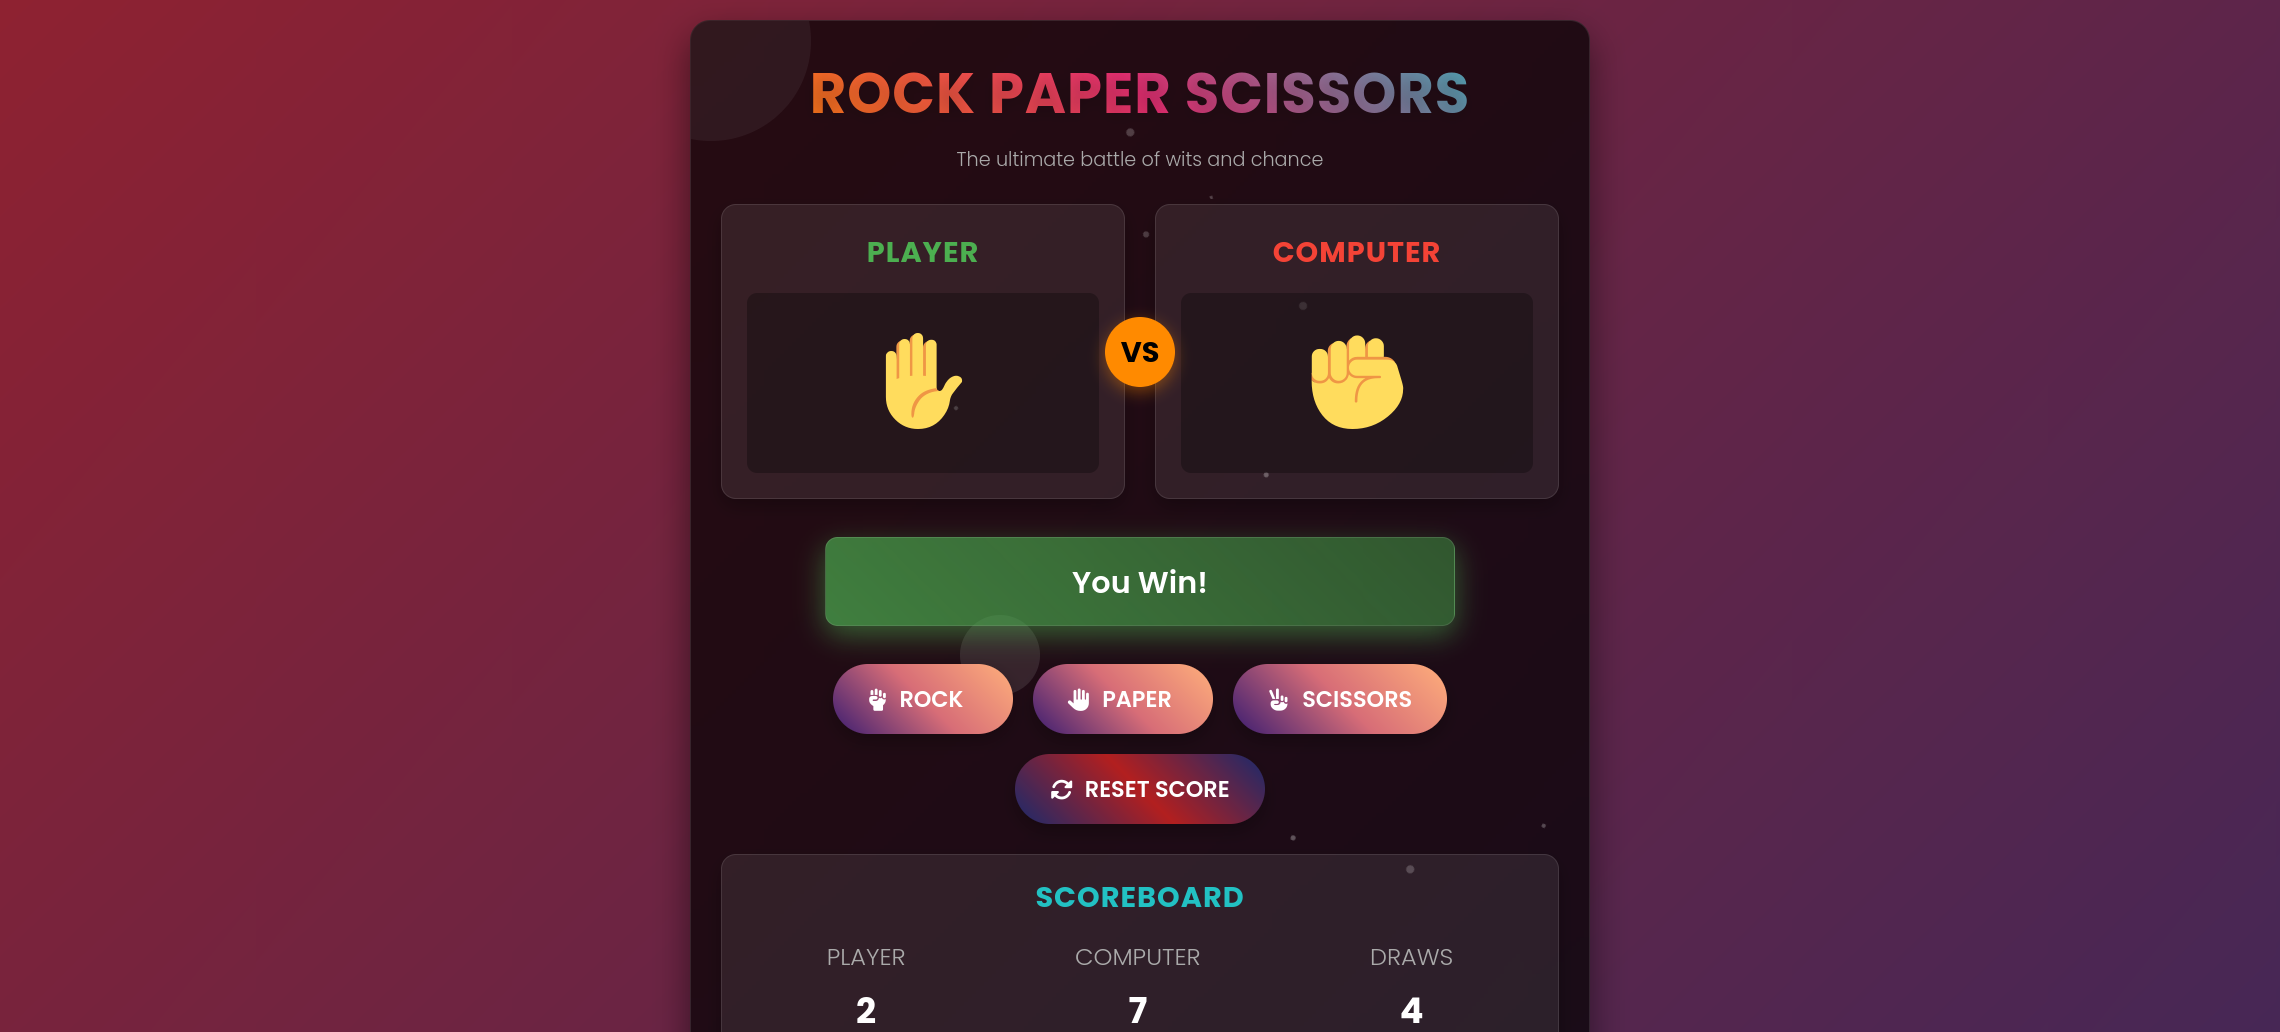 ROCK PAPER SCISSORS
The ultimate battle of wits and chance
PLAYER
COMPUTER
VS
You Win!
ROCK
PAPER
SCISSORS
RESET SCORE
SCOREBOARD
PLAYER
COMPUTER
DRAWS
2
7
4